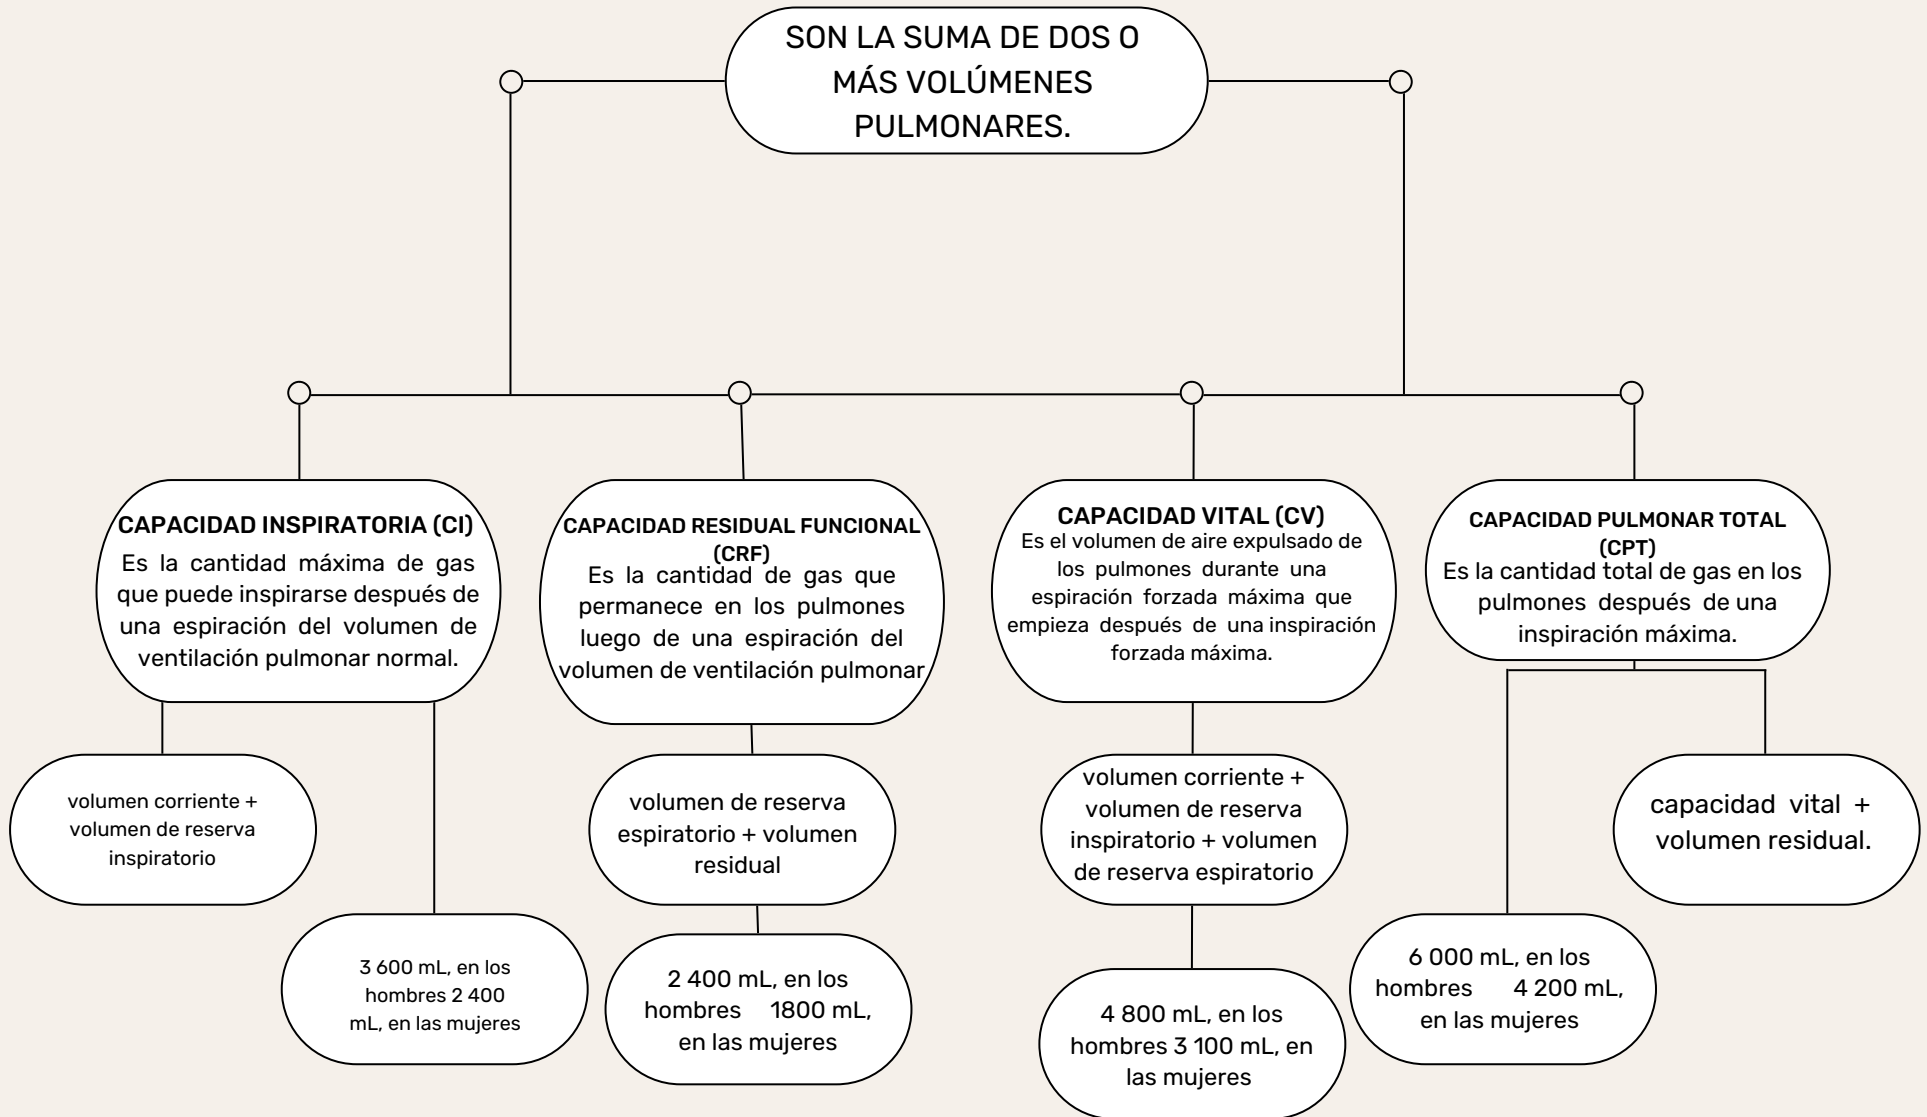 SON LA SUMA DE DOS O
MÁS VOLÚMENES
PULMONARES.
CAPACIDAD INSPIRATORIA (CI)
Es la cantidad máxima de gas
que puede inspirarse después de
una espiración del volumen de
ventilación pulmonar normal.
volumen corriente +
volumen de reserva
inspiratorio
3 600 mL, en los
hombres 2 400
mL, en las mujeres
CAPACIDAD RESIDUAL FUNCIONAL
(CRF)
Es la cantidad de gas que
permanece en los pulmones
luego de una espiración del
volumen de ventilación pulmonar
volumen de reserva
espiratorio + volumen
residual
2 400 mL, en los
hombres 1800 mL,
en las mujeres
CAPACIDAD VITAL (CV)
Es el volumen de aire expulsado de
los pulmones durante una
espiración forzada máxima que
empieza después de una inspiración
forzada máxima.
volumen corriente +
volumen de reserva
inspiratorio + volumen
de reserva espiratorio
4 800 mL, en los
hombres 3 100 mL, en
las mujeres
CAPACIDAD PULMONAR TOTAL
(CPT)
Es la cantidad total de gas en los
pulmones después de una
inspiración máxima.
6 000 mL, en los
hombres 4 200 mL,
en las mujeres
capacidad vital +
volumen residual.